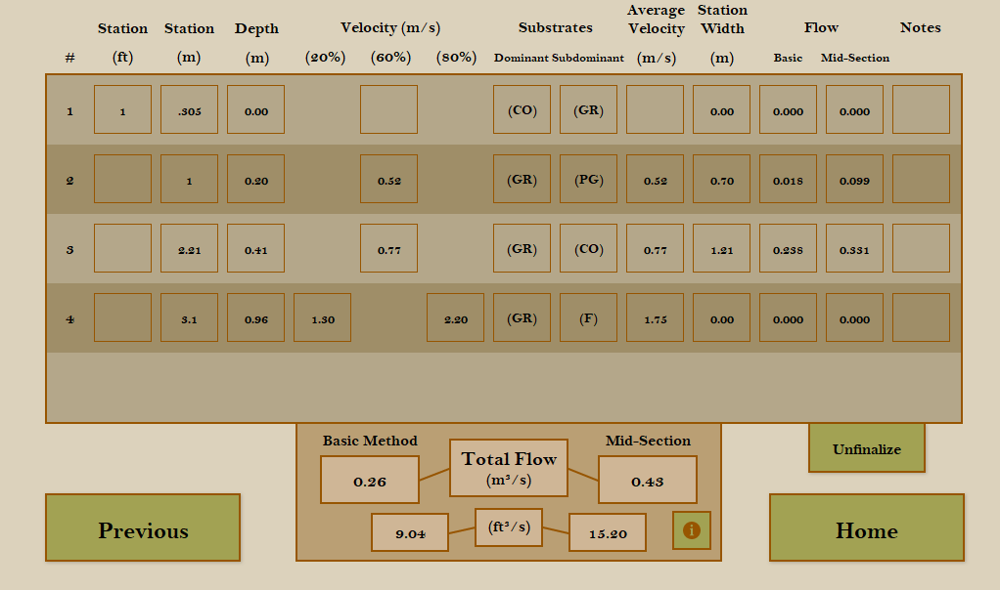 Average Station
Station Station Depth Velocity (m/s) Substrates Velocity Width Flow Notes
# (ft) (m) (m) (20%) (60%) (80%) Dominant Subdominant (m/s) (m) Basic Mid-Section
1 1 .305 0.00 (CO) (GR) 0.00 0.000 0.000
2 1 0.20 0.52 (GR) (PG) 0.52 0.70 0.018 0.099
3 2.21 0.41 0.77 (GR) (CO) 0.77 1.21 0.238 0.331
4 3.1 0.96 1.30 2.20 (GR) (F) 1.75 0.00 0.000 0.000
Basic Method Mid-Section
Unfinalize
Total Flow
(m³/s)
0.26 0.43
Previous (ft³/s) Home
9.04 15.20 i